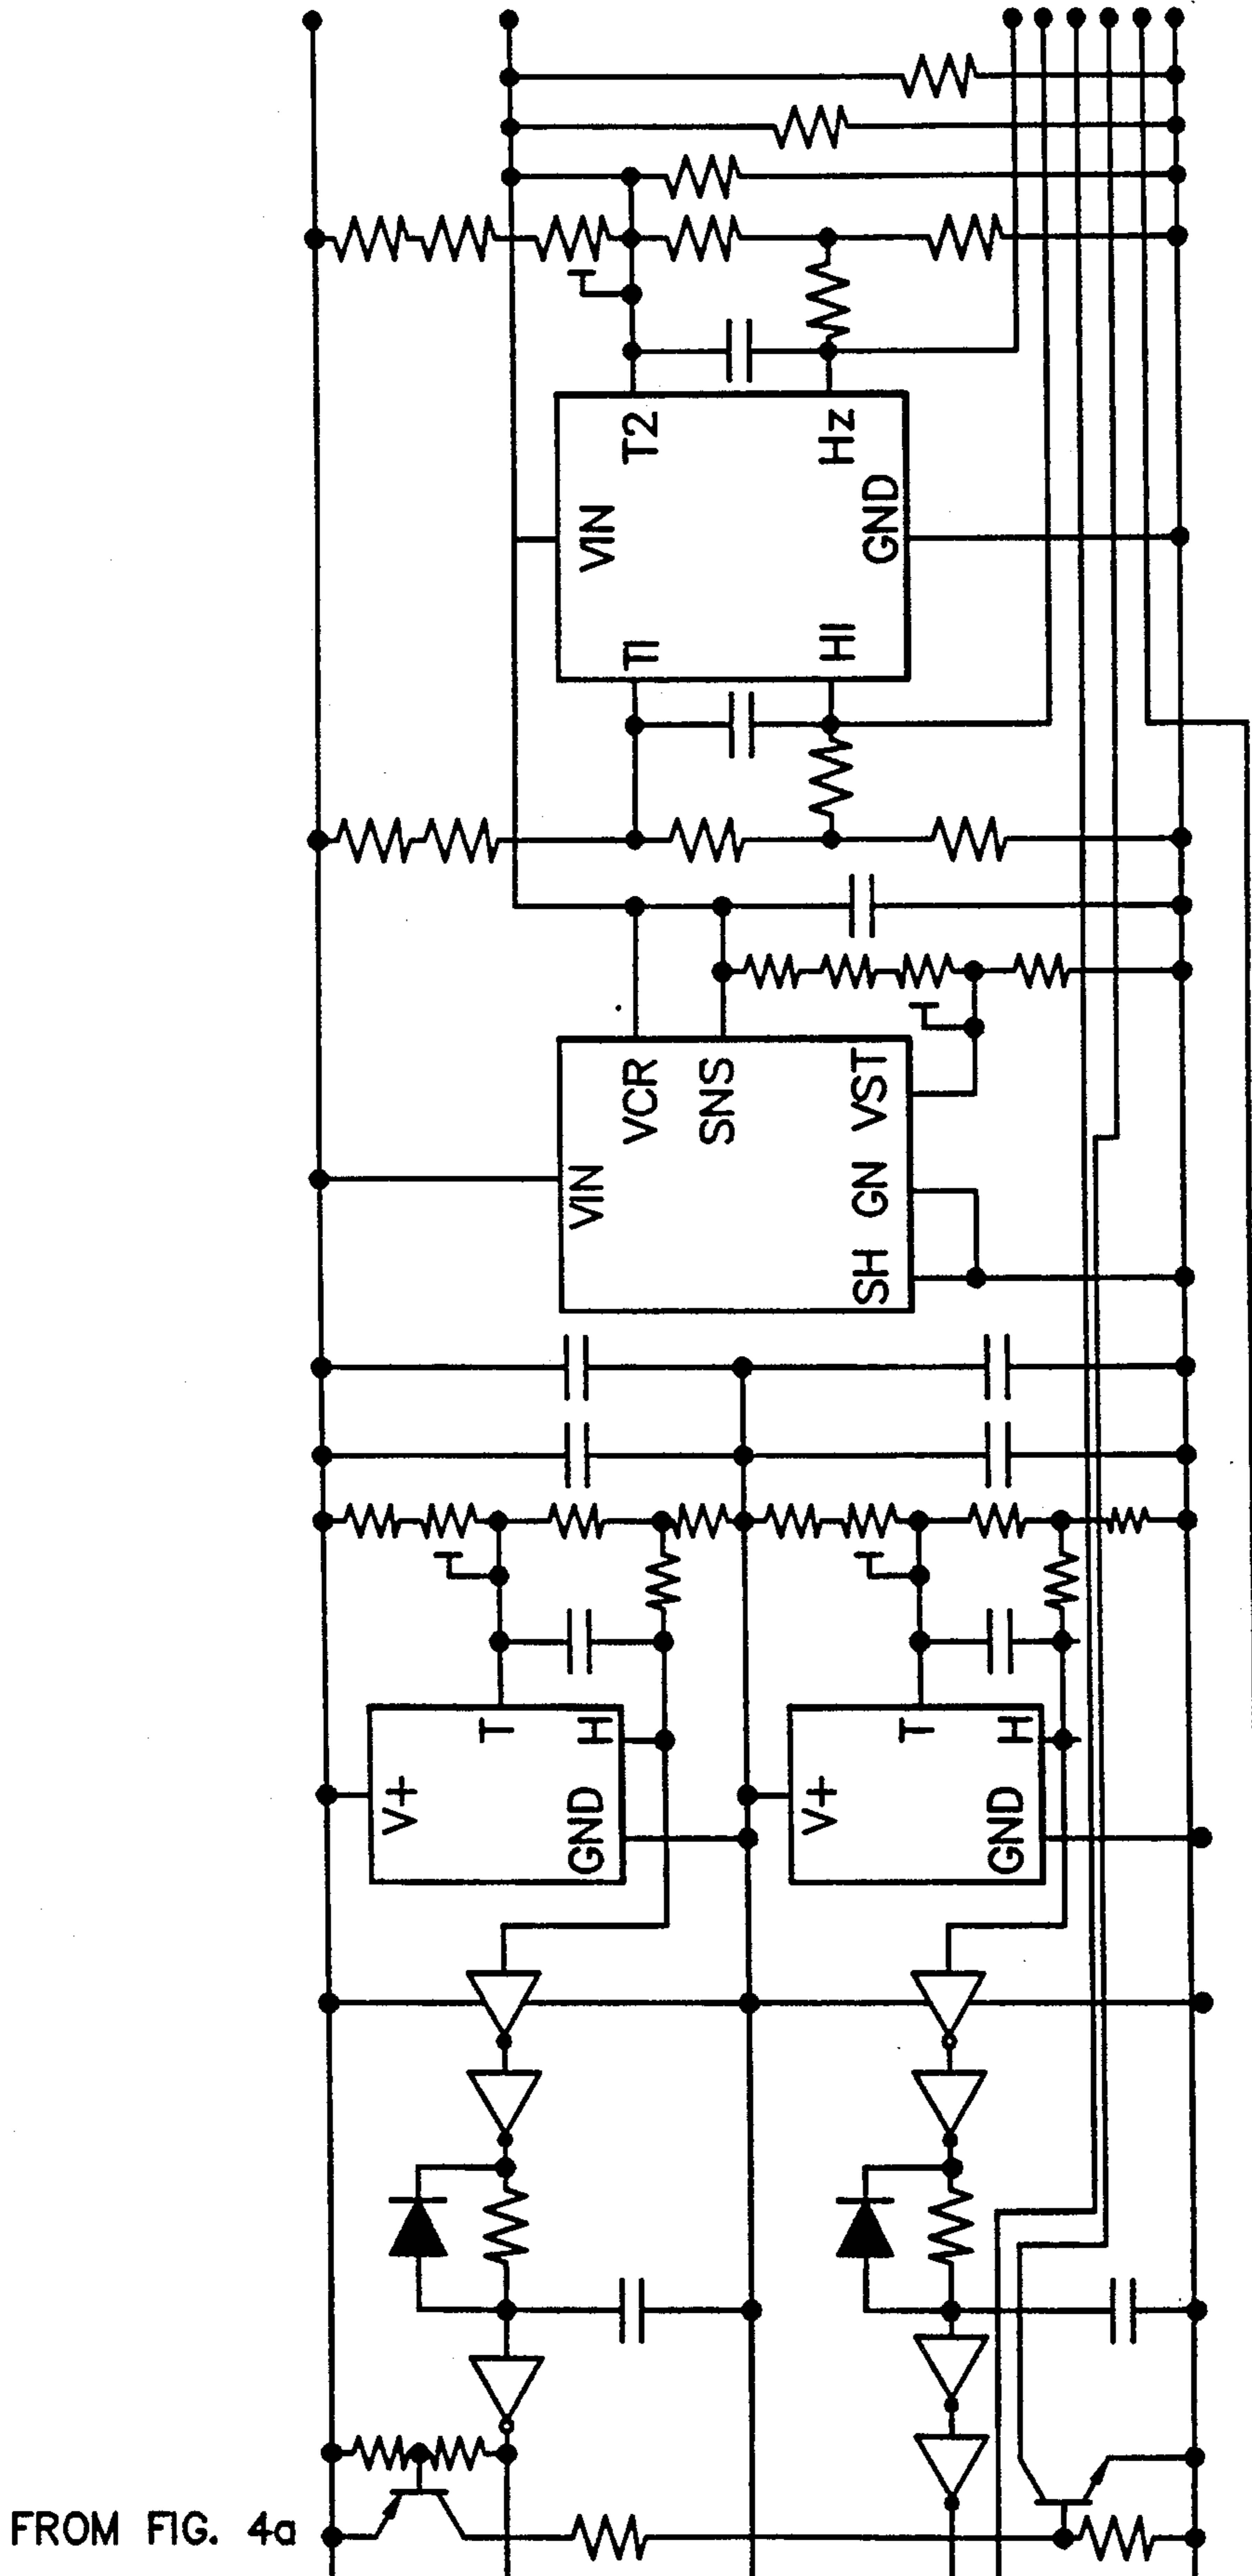 T2
Hz
VIN
GND
TI
HI
VCR
SNS
VST
VIN
GN
SH
T
H
V+
GND
T
H
V+
GND
FROM FIG. 4a